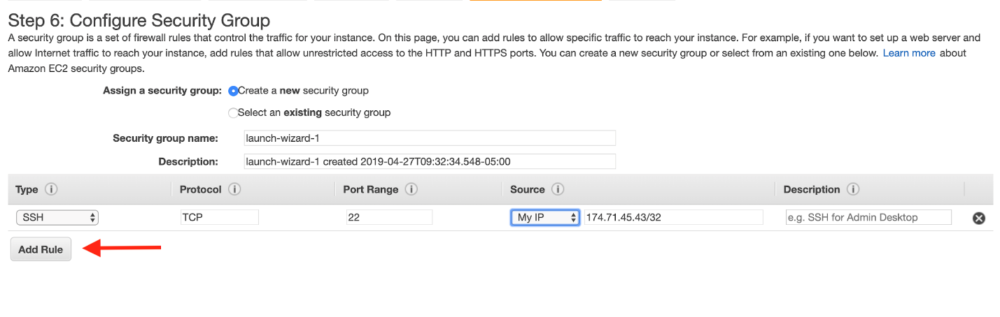 Step 6: Configure Security Group
A security group is a set of firewall rules that control the traffic for your instance. On this page, you can add rules to allow specific traffic to reach your instance. For example, if you want to set up a web server and
allow Internet traffic to reach your instance, add rules that allow unrestricted access to the HTTP and HTTPS ports. You can create a new security group or select from an existing one below. Learn more about
Amazon EC2 security groups.
Assign a security group: Create a new security group
Select an existing security group
Security group name: launch-wizard-1
Description: launch-wizard-1 created 2019-04-27T09:32:34.548-05:00
Type i Protocol i Port Range i Source i Description i
SSH TCP 22 My IP 174.71.45.43/32 e.g. SSH for Admin Desktop
Add Rule